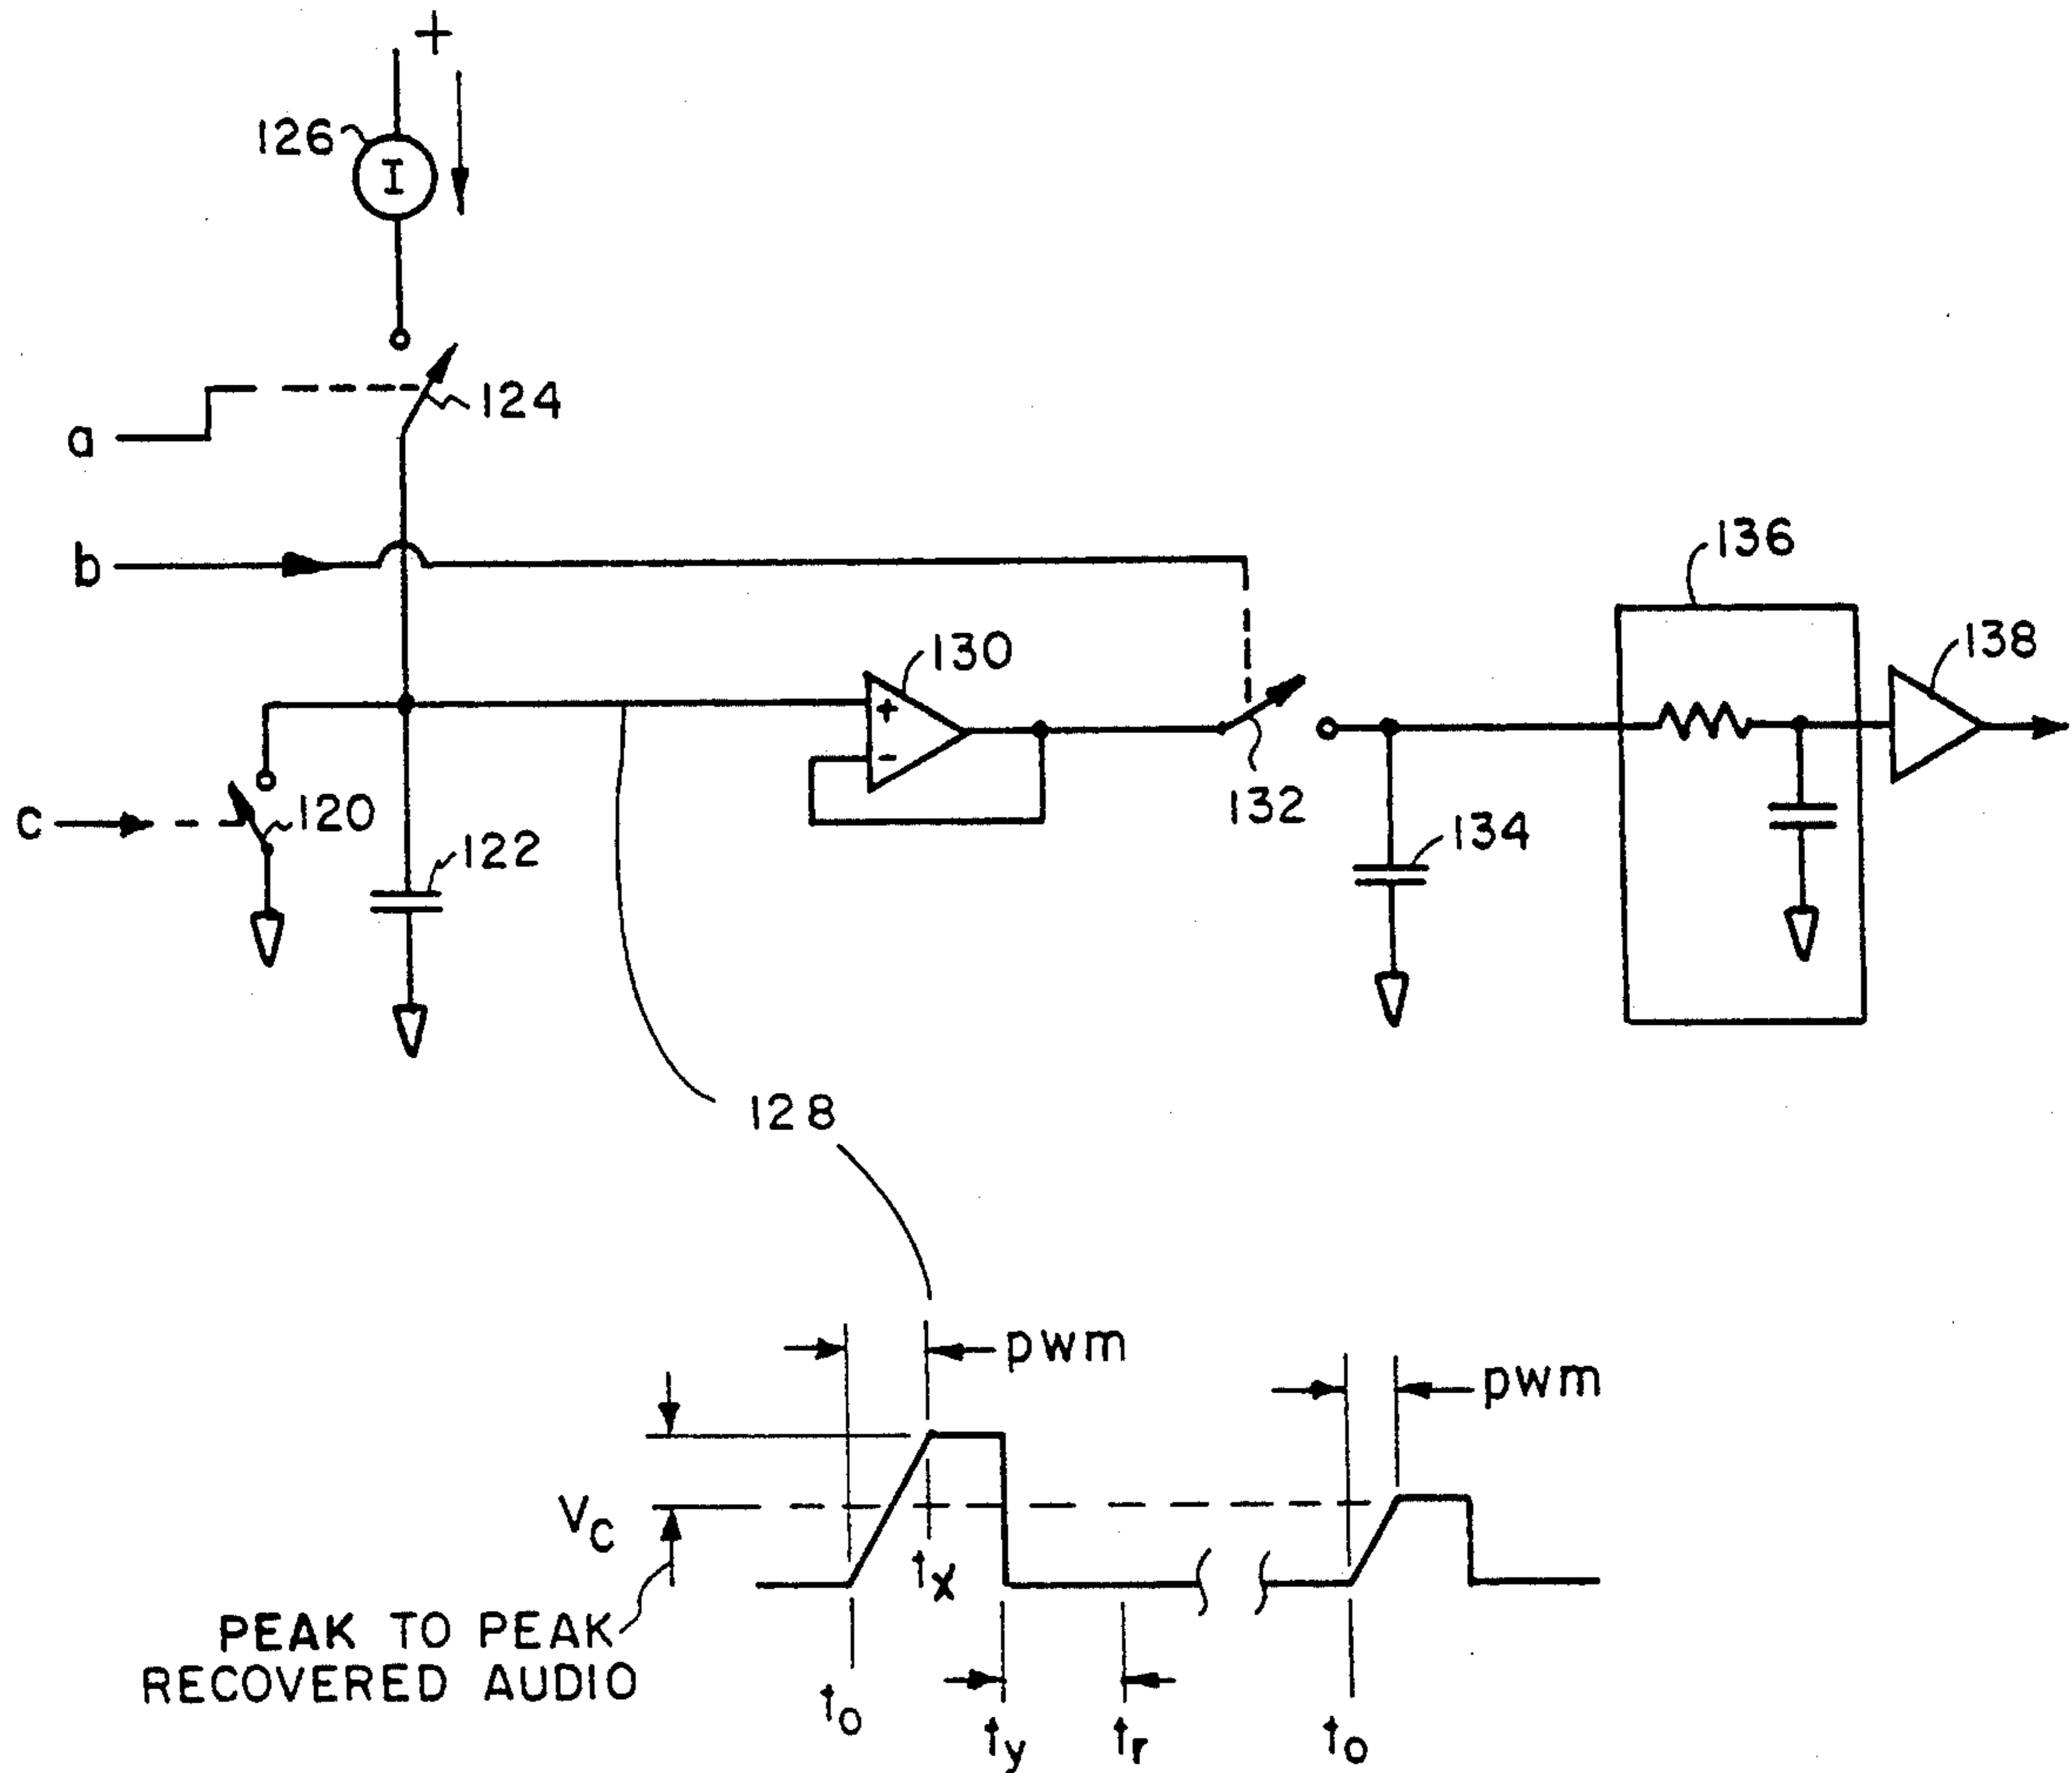 +
126
I
124
a
b
136
130
138
+
-
132
c
120
122
134
128
pwm
pwm
Vc
tx
PEAK TO PEAK
RECOVERED AUDIO
to
ty
tr
to